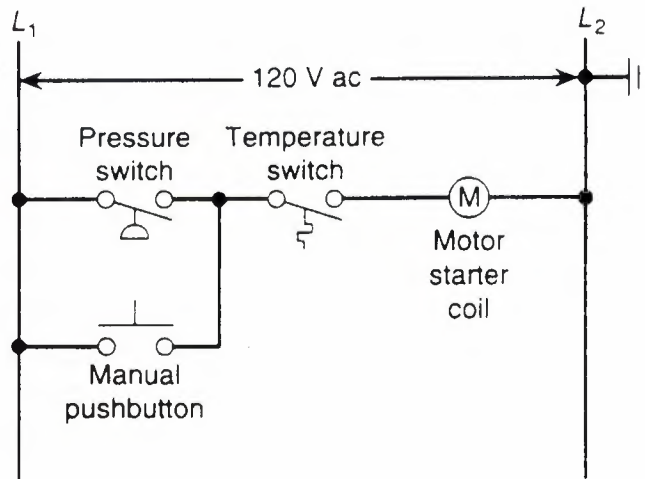 L1
L2
120 V ac
Pressure
switch
Temperature
switch
M
Motor
starter
coil
Manual
pushbutton